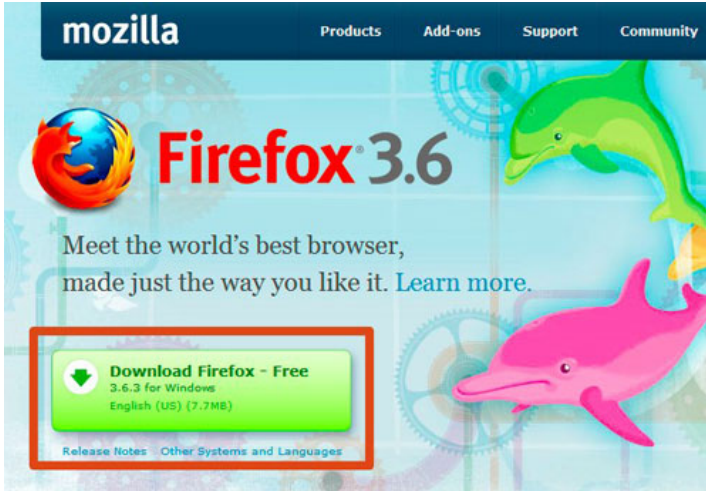 mozilla
Products Add-ons Support Community
Firefox® 3.6
Meet the world's best browser,
made just the way you like it. Learn more.
Download Firefox - Free
3.6.3 for Windows
English (US) (7.7MB)
Release Notes Other Systems and Languages